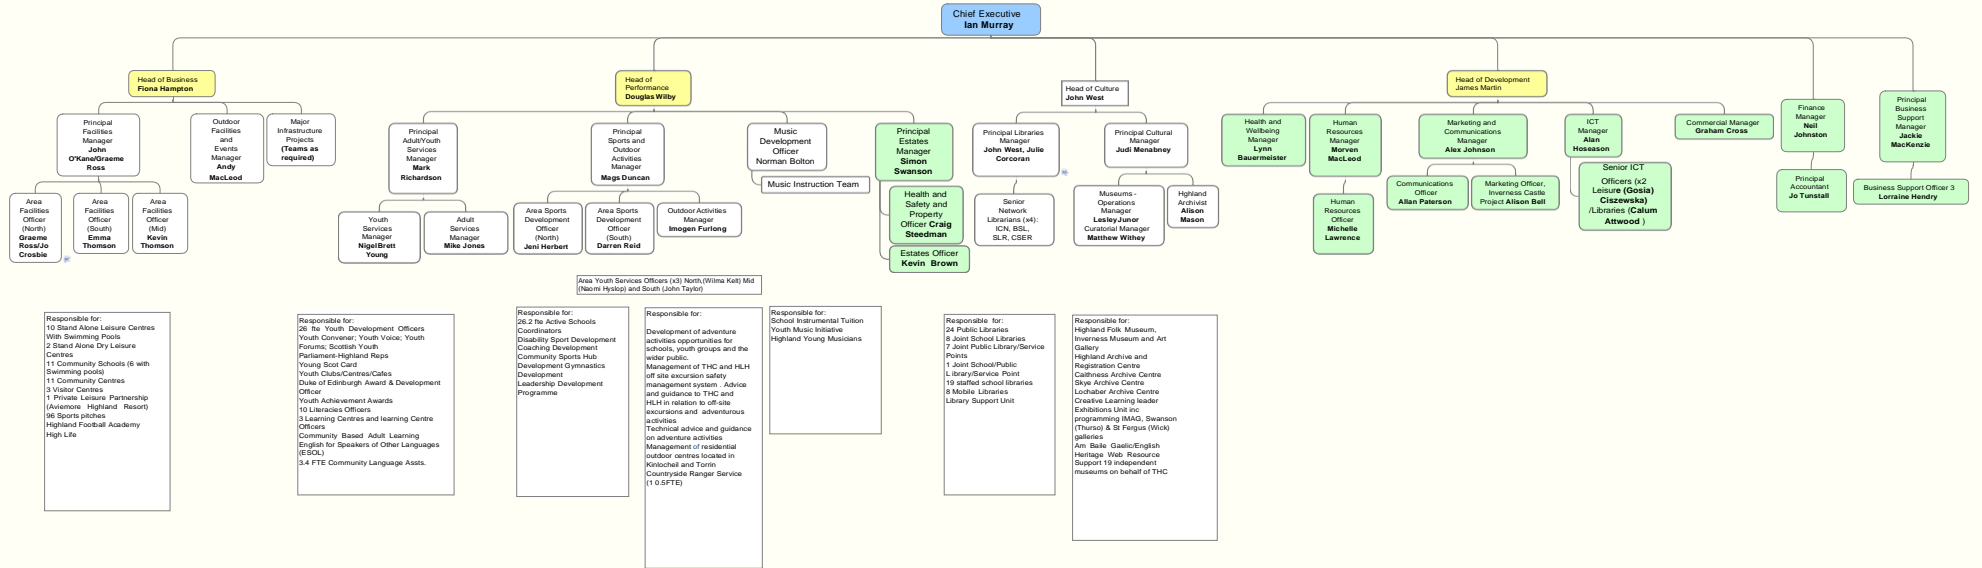 Chief Executive
Ian Murray
Head of Business
Fiona Hampton
Head of
Performance
Douglas Wilby
Head of Culture
John West
Head of Development
James Martin
Principal
Facilities
Manager
John
O'Kane/Graeme
Ross
Outdoor
Facilities
and
Events
Manager
Andy
MacLeod
Major
Infrastructure
Projects
(Teams as
required)
Principal
Adult/Youth
Services
Manager
Mark
Richardson
Principal
Sports and
Outdoor
Activities
Manager
Mags Duncan
Music
Development
Officer
Norman Bolton
Music Instruction Team
Principal
Estates
Manager
Simon
Swanson
Principal Libraries
Manager
John West, Julie
Corcoran
Principal Cultural
Manager
Judi Menabney
Health and
Wellbeing
Manager
Lynn
Bauermeister
Human
Resources
Manager
Morven
MacLeod
Marketing and
Communications
Manager
Alex Johnson
ICT
Manager
Alan
Hoseason
Commercial Manager
Graham Cross
Finance
Manager
Neil
Johnston
Principal
Business
Support
Manager
Jackie
MacKenzie
Area
Facilities
Officer
(North)
Graeme
Ross/Jo
Crosbie
Area
Facilities
Officer
(South)
Emma
Thomson
Area
Facilities
Officer
(Mid)
Kevin
Thomson
Youth
Services
Manager
NigelBrett
Young
Adult
Services
Manager
Mike Jones
Area Sports
Development
Officer
(North)
Jeni Herbert
Area Sports
Development
Officer
(South)
Darren Reid
Outdoor Activities
Manager
Imogen Furlong
Health and
Safety and
Property
Officer Craig
Steedman
Estates Officer
Kevin Brown
Senior
Network
Librarians (x4):
ICN, BSL,
SLR, CSER
Museums -
Operations
Manager
LesleyJunor
Curatorial Manager
Matthew Withey
Hghland
Archivist
Alison
Mason
Human
Resources
Officer
Michelle
Lawrence
Communications
Officer
Allan Paterson
Marketing Officer,
Inverness Castle
Project Alison Bell
Senior ICT
Officers (x2
Leisure (Gosia)
Ciszewska)
/Libraries (Calum
Attwood )
Principal
Accountant
Jo Tunstall
Business Support Officer 3
Lorraine Hendry
Area Youth Services Officers (x3) North,(Wilma Kelt) Mid
(Naomi Hyslop) and South (John Taylor)
Responsible for:
10 Stand Alone Leisure Centres
With Swimming Pools
2 Stand Alone Dry Leisure
Centres
11 Community Schools (6 with
Swimming pools)
11 Community Centres
3 Visitor Centres
1 Private Leisure Partnership
(Aviemore Highland Resort)
96 Sports pitches
Highland Football Academy
High Life
Responsible for:
26 fte Youth Development Officers
Youth Convener; Youth Voice; Youth
Forums; Scottish Youth
Parliament-Highland Reps
Young Scot Card
Youth Clubs/Centres/Cafes
Duke of Edinburgh Award & Development
Officer
Youth Achievement Awards
10 Literacies Officers
3 Learning Centres and learning Centre
Officers
Community Based Adult Learning
English for Speakers of Other Languages
(ESOL)
3.4 FTE Community Language Assts.
Responsible for:
26.2 fte Active Schools
Coordinators
Disability Sport Development
Coaching Development
Community Sports Hub
Development Gymnastics
Development
Leadership Development
Programme
Responsible for:
Development of adventure
activities opportunities for
schools, youth groups and the
wider public.
Management of THC and HLH
off site excursion safety
management system . Advice
and guidance to THC and
HLH in relation to off-site
excursions and adventurous
activities
Technical advice and guidance
on adventure activities
Management of residential
outdoor centres located in
Kinlocheil and Torrin
Countryside Ranger Service
(1 0.5FTE)
Responsible for:
School Instrumental Tuition
Youth Music Initiative
Highland Young Musicians
Responsible for:
24 Public Libraries
8 Joint School Libraries
7 Joint Public Library/Service
Points
1 Joint School/Public
Library/Service Point
19 staffed school libraries
8 Mobile Libraries
Library Support Unit
Responsible for:
Highland Folk Museum,
Inverness Museum and Art
Gallery
Highland Archive and
Registration Centre
Caithness Archive Centre
Skye Archive Centre
Lochaber Archive Centre
Creative Learning leader
Exhibitions Unit inc
programming IMAG, Swanson
(Thurso) & St Fergus (Wick)
galleries
Am Baile Gaelic/English
Heritage Web Resource
Support 19 independent
museums on behalf of THC